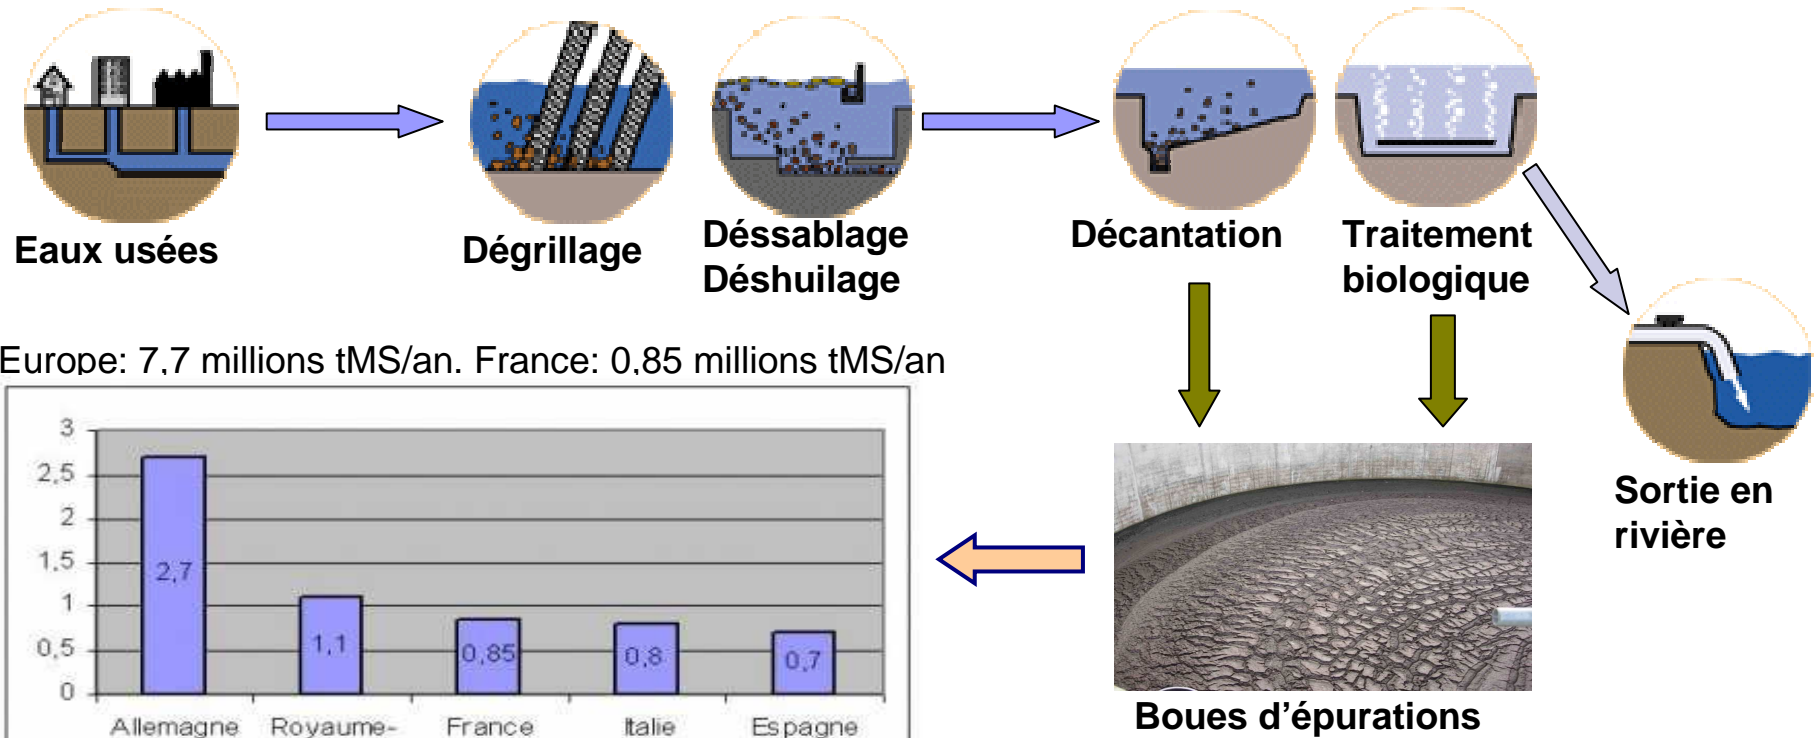 Eaux usées
Dégrillage
Déssablage
Déshuilage
Décantation
Traitement
biologique
Sortie en
rivière
Europe: 7,7 millions tMS/an. France: 0,85 millions tMS/an
3
2,5
2
1,5
1
0,5
0
2,7
1,1
0,85
0,8
0,7
Allemagne
Royaume-
France
Italie
Espagne
Boues d’épurations